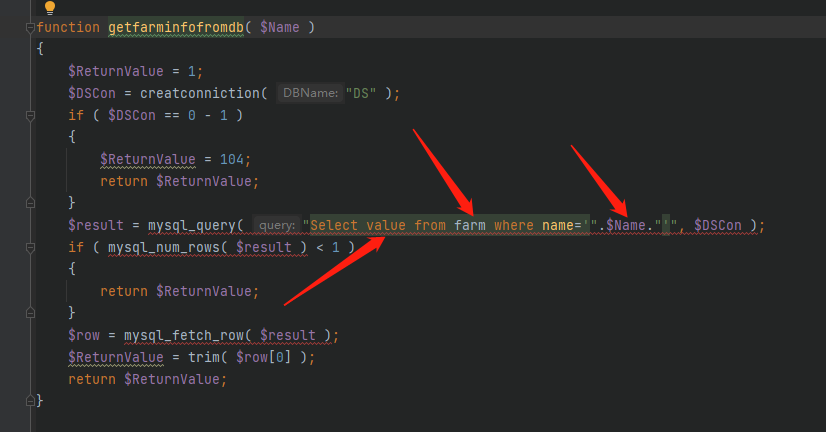 function getfarminfofromdb( $Name )
{
$ReturnValue = 1;
$DSCon = creatconniction( DBName: "DS" );
if ( $DSCon == 0 - 1 )
{
$ReturnValue = 104;
return $ReturnValue;
}
$result = mysql_query( query: "Select value from farm where name='".$Name."'", $DSCon );
if ( mysql_num_rows( $result ) < 1 )
{
return $ReturnValue;
}
$row = mysql_fetch_row( $result );
$ReturnValue = trim( $row[0] );
return $ReturnValue;
}